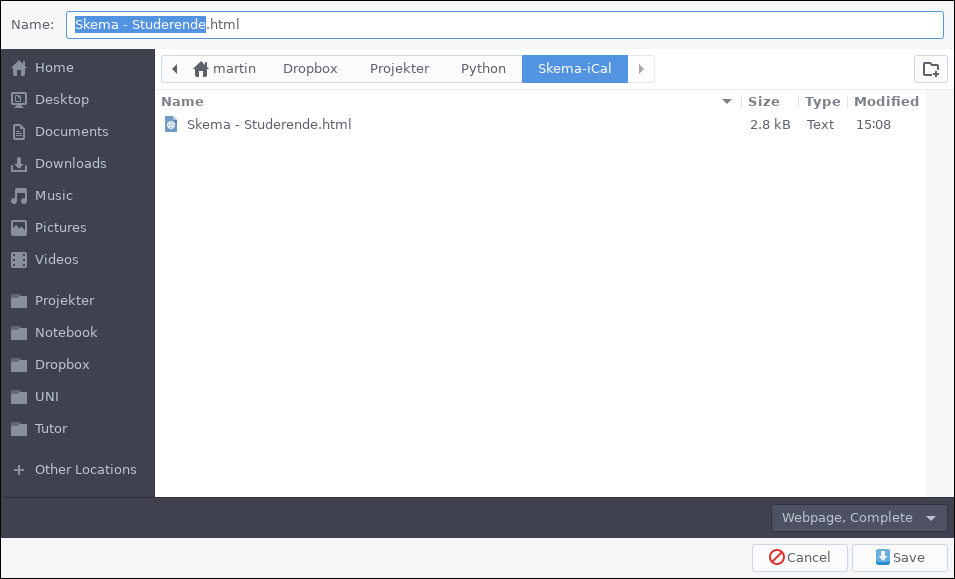 Name: Skema - Studerende.html
martin Dropbox Projekter Python Skema-iCal
Home
Desktop
Documents
Downloads
Music
Pictures
Videos
Projekter
Notebook
Dropbox
UNI
Tutor
Other Locations
Name Size Type Modified
Skema - Studerende.html 2.8 kB Text 15:08
Webpage, Complete
Cancel Save